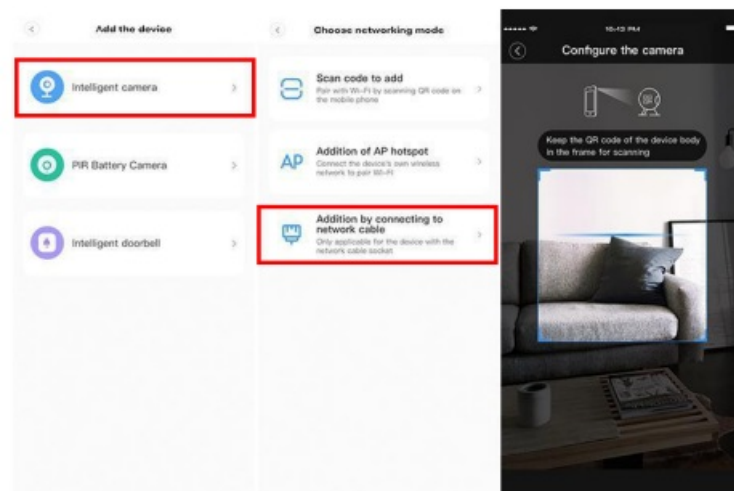 Add the device
Intelligent camera
PIR Battery Camera
Intelligent doorbell
Choose networking mode
Scan code to add
Pair with Wi-Fi by scanning QR code on
the mobile phone
AP
Addition of AP hotspot
Connect the device's own wireless
network to pair Wi-Fi
Addition by connecting to
network cable
Only applicable for the device with the
network cable socket
10:13 PM
Configure the camera
Keep the QR code of the device body
in the frame for scanning